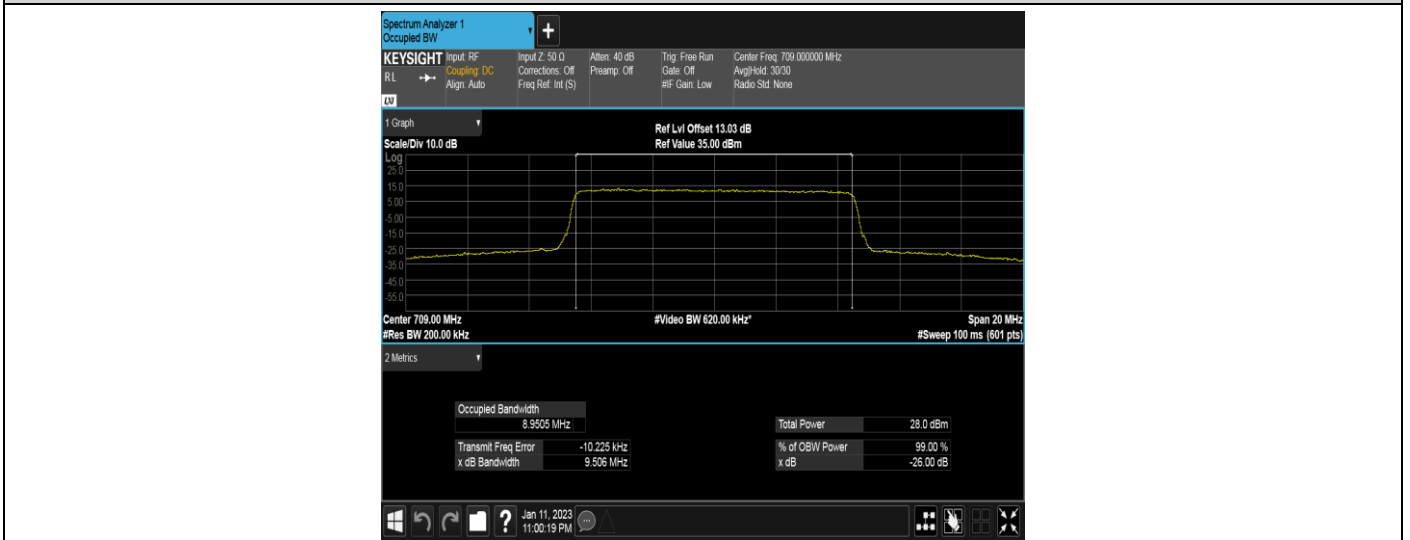 Spectrum Analyzer 1
Occupied BW
+
KEYSIGHT Input: RF Input Z: 50 Ω Atten: 40 dB Trig: Free Run Center Freq: 709.000000 MHz
RL Coupling: DC Corrections: Off Preamp: Off Gate: Off Avg|Hold: 30/30
Align: Auto Freq Ref: Int (S) #IF Gain: Low Radio Std: None
LXI
1 Graph
Ref Lvl Offset 13.03 dB
Scale/Div 10.0 dB Ref Value 35.00 dBm
Log
25.0
15.0
5.00
-5.00
-15.0
-25.0
-35.0
-45.0
-55.0
Center 709.00 MHz #Video BW 620.00 kHz* Span 20 MHz
#Res BW 200.00 kHz #Sweep 100 ms (601 pts)
2 Metrics
Occupied Bandwidth
8.9505 MHz Total Power 28.0 dBm
Transmit Freq Error -10.225 kHz % of OBW Power 99.00 %
x dB Bandwidth 9.506 MHz x dB -26.00 dB
? Jan 11, 2023
11:00:19 PM